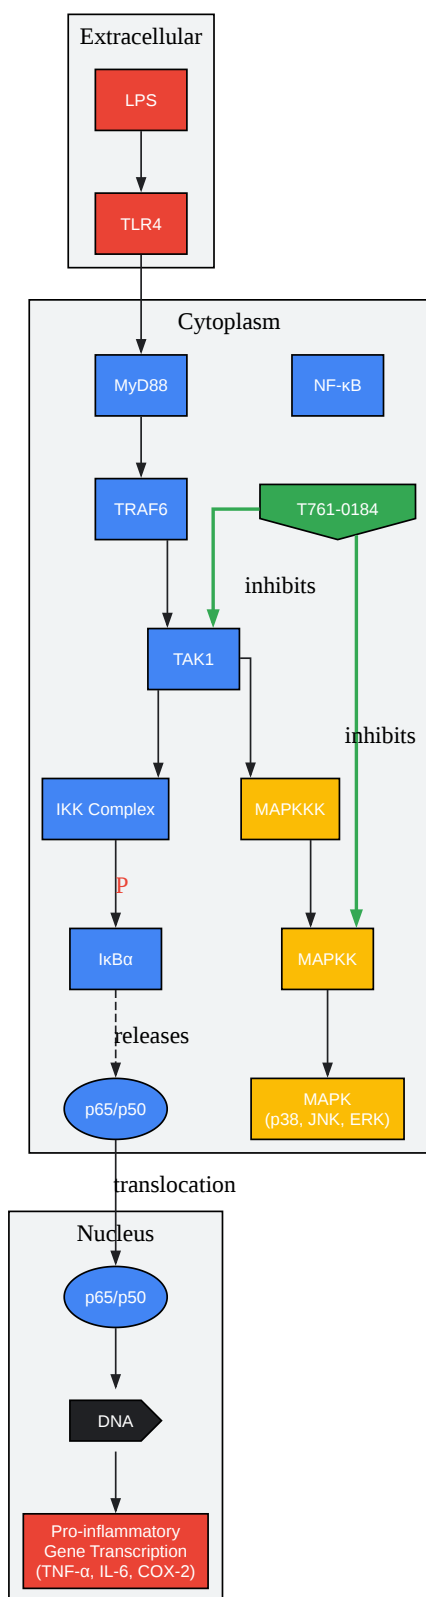 Extracellular
LPS
TLR4
Cytoplasm
MyD88
NF-κB
TRAF6
T761-0184
inhibits
TAK1
inhibits
IKK Complex
MAPKKK
P
IκBα
MAPKK
releases
p65/p50
MAPK
(p38, JNK, ERK)
translocation
Nucleus
p65/p50
DNA
Pro-inflammatory
Gene Transcription
(TNF-α, IL-6, COX-2)